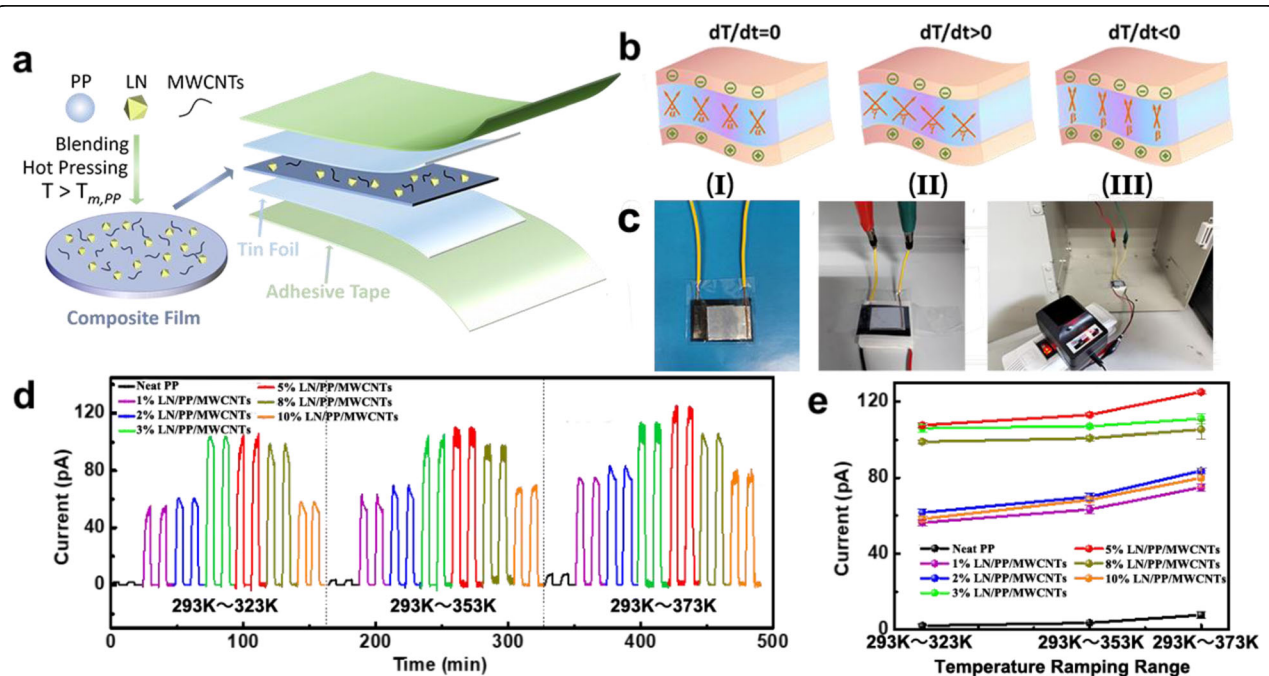 a
PP LN MWCNTs
Blending
Hot Pressing
T > Tm,PP
Tin Foil
Adhesive Tape
Composite Film
b
dT/dt=0
dT/dt>0
dT/dt<0
(I)
(II)
(III)
c
d
Current (pA)
120
80
40
0
Neat PP
1% LN/PP/MWCNTs
2% LN/PP/MWCNTs
3% LN/PP/MWCNTs
5% LN/PP/MWCNTs
8% LN/PP/MWCNTs
10% LN/PP/MWCNTs
293K～323K
293K～353K
293K～373K
0 100 200 300 400 500
Time (min)
e
Current (pA)
120
80
40
0
Neat PP
1% LN/PP/MWCNTs
2% LN/PP/MWCNTs
3% LN/PP/MWCNTs
5% LN/PP/MWCNTs
8% LN/PP/MWCNTs
10% LN/PP/MWCNTs
293K～323K
293K～353K
293K～373K
Temperature Ramping Range